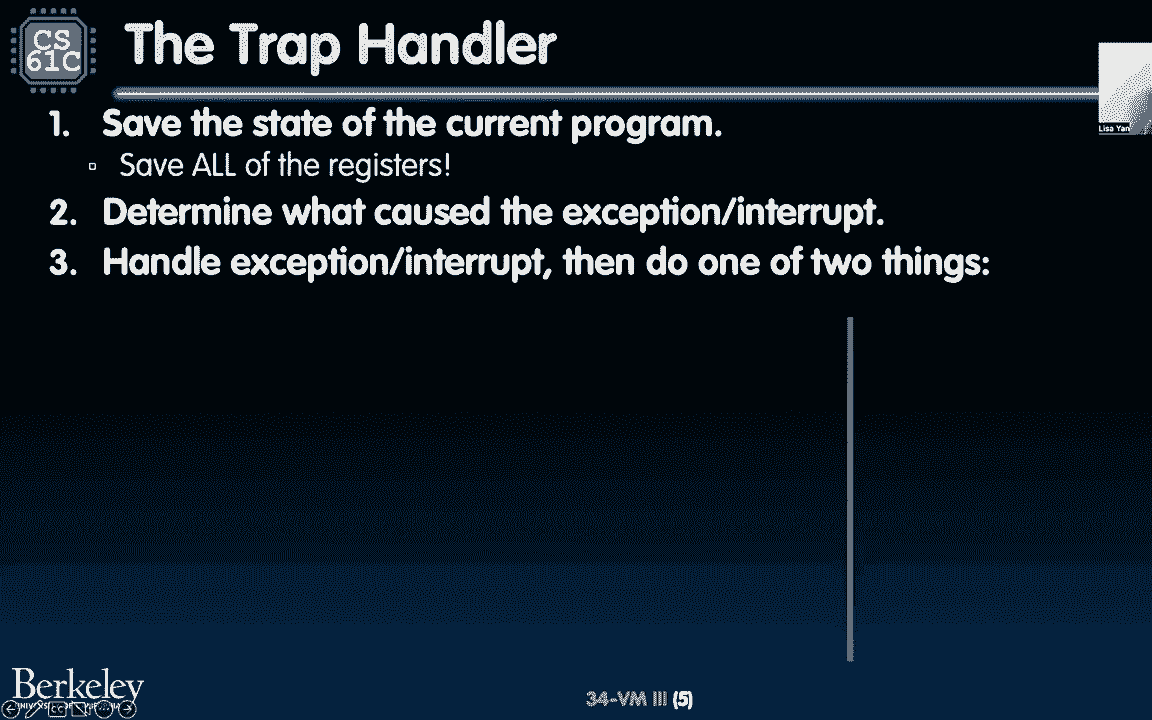 CS
61C
The Trap Handler
Lisa Yan
1. Save the state of the current program.
Save ALL of the registers!
2. Determine what caused the exception/interrupt.
3. Handle exception/interrupt, then do one of two things:
Berkeley
34-VM III (5)